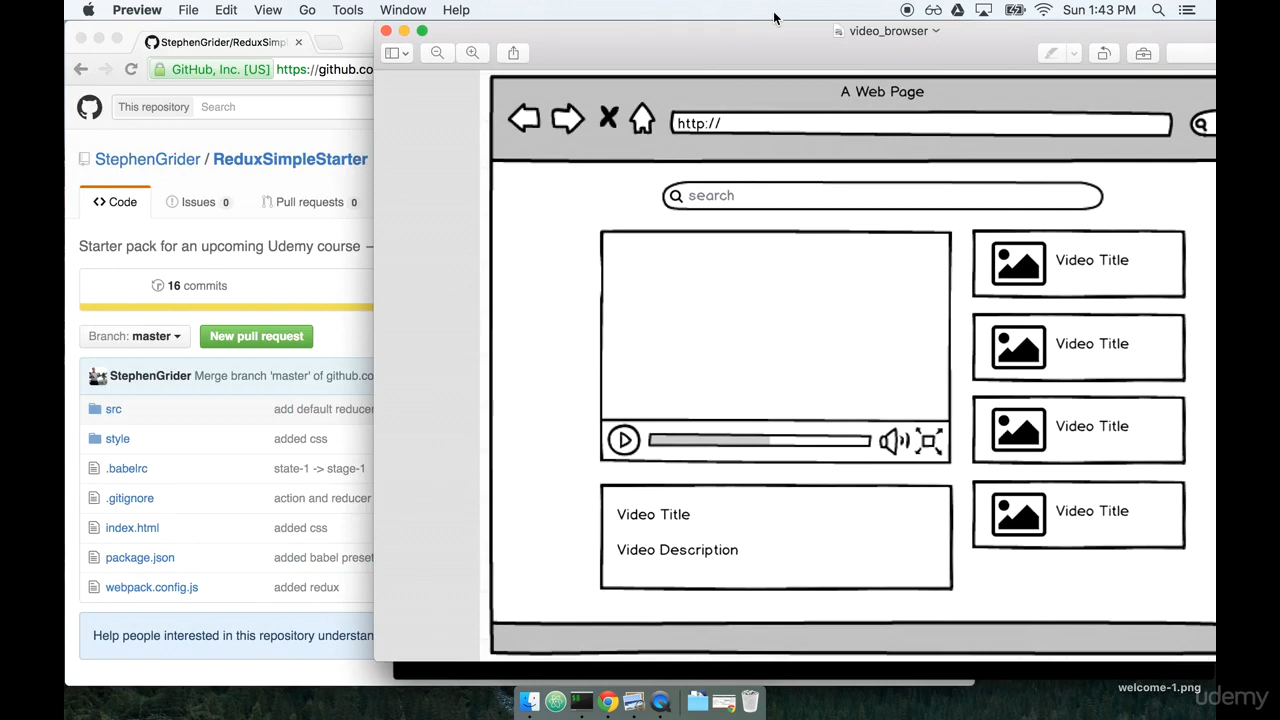 Preview File Edit View Go Tools Window Help Sun 1:43 PM
StephenGrider/ReduxSimpl
video_browser
GitHub, Inc. [US] https://github.co
This repository Search
A Web Page
http://
StephenGrider / ReduxSimpleStarter
search
Code Issues 0 Pull requests 0
Starter pack for an upcoming Udemy course –
16 commits
Branch: master New pull request
StephenGrider Merge branch 'master' of github.co
src add default reducer
style added css
.babelrc state-1 -> stage-1
.gitignore action and reducer
index.html added css
package.json added babel preset
webpack.config.js added redux
Help people interested in this repository understan
Video Title
Video Title
Video Title
Video Title
Video Title
Video Description
welcome-1.png
udemy